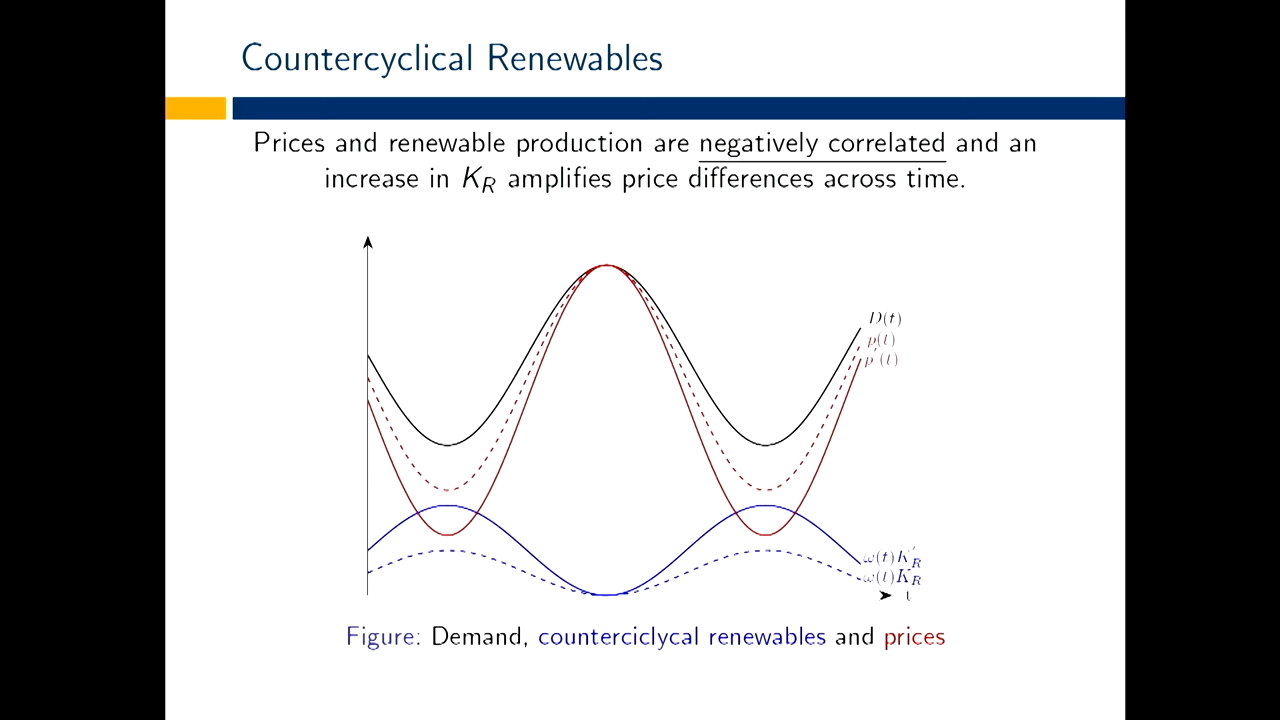 Countercyclical Renewables
Prices and renewable production are negatively correlated and an
increase in K_R amplifies price differences across time.
D(t)
p(t)
p'(t)
ω(t)K'_R
ω(t)K_R
t
Figure: Demand, counterciclycal renewables and prices